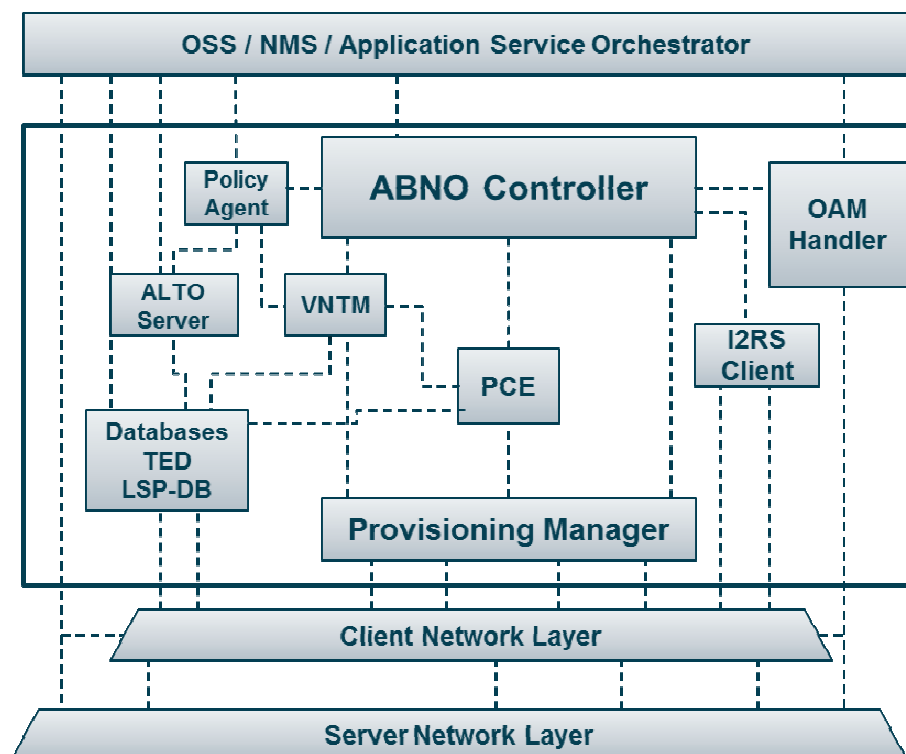 OSS / NMS / Application Service Orchestrator
Policy
Agent
ABNO Controller
OAM
Handler
ALTO
Server
VNTM
I2RS
Client
PCE
Databases
TED
LSP-DB
Provisioning Manager
Client Network Layer
Server Network Layer